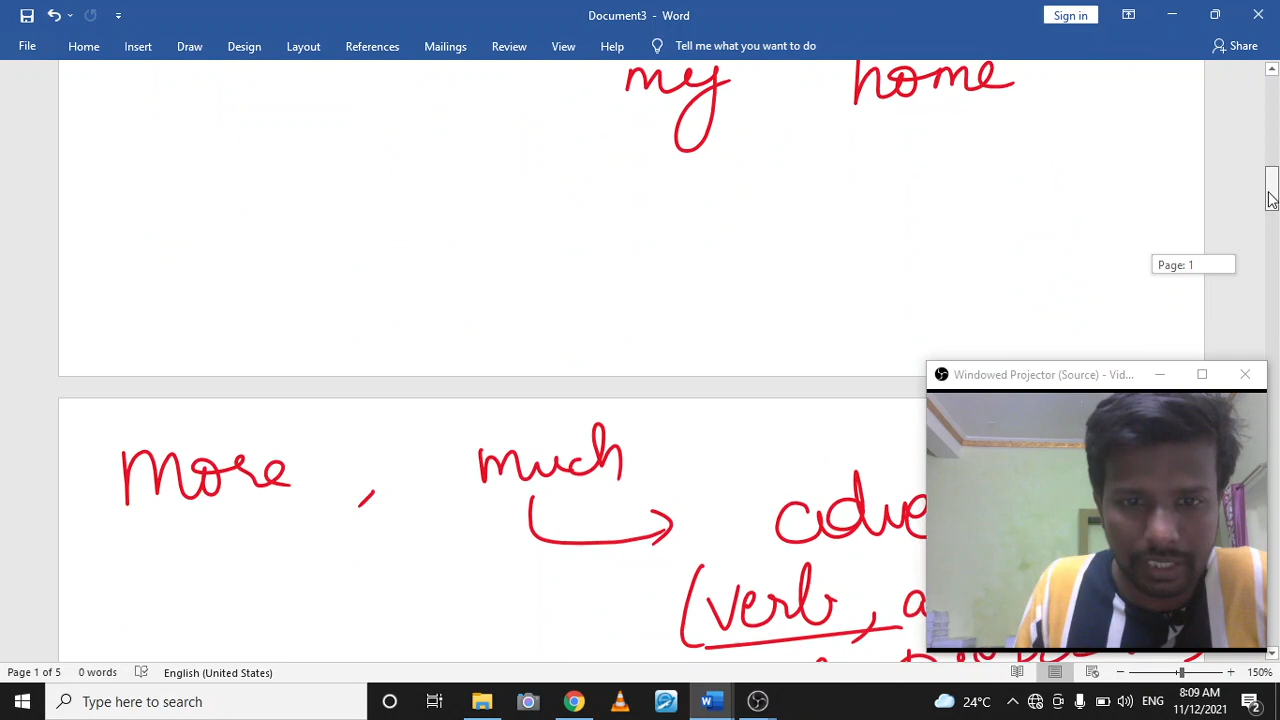 Document3 - Word
Sign in
File Home Insert Draw Design Layout References Mailings Review View Help Tell me what you want to do Share
my home
Page: 1
Windowed Projector (Source) - Vid...
more , much
(verb ,
Page 1 of 5 0 words English (United States) 150%
Type here to search
24°C ENG 8:09 AM 11/12/2021 2